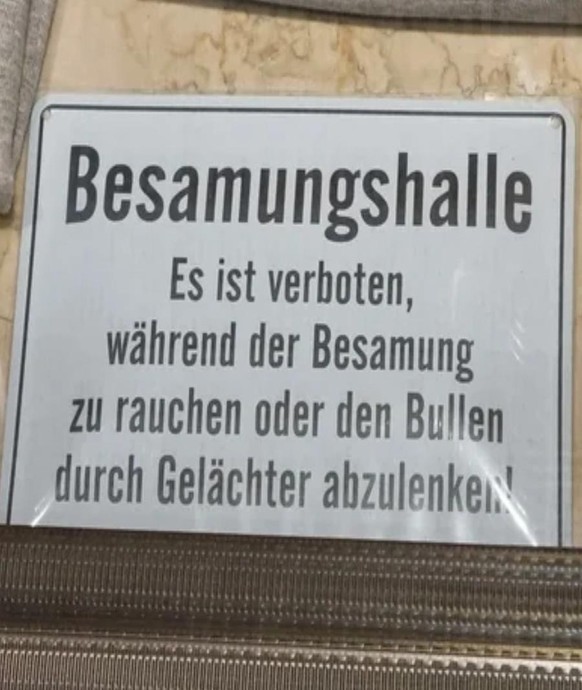 Besamungshalle
Es ist verboten,
während der Besamung
zu rauchen oder den Bullen
durch Gelächter abzulenken!